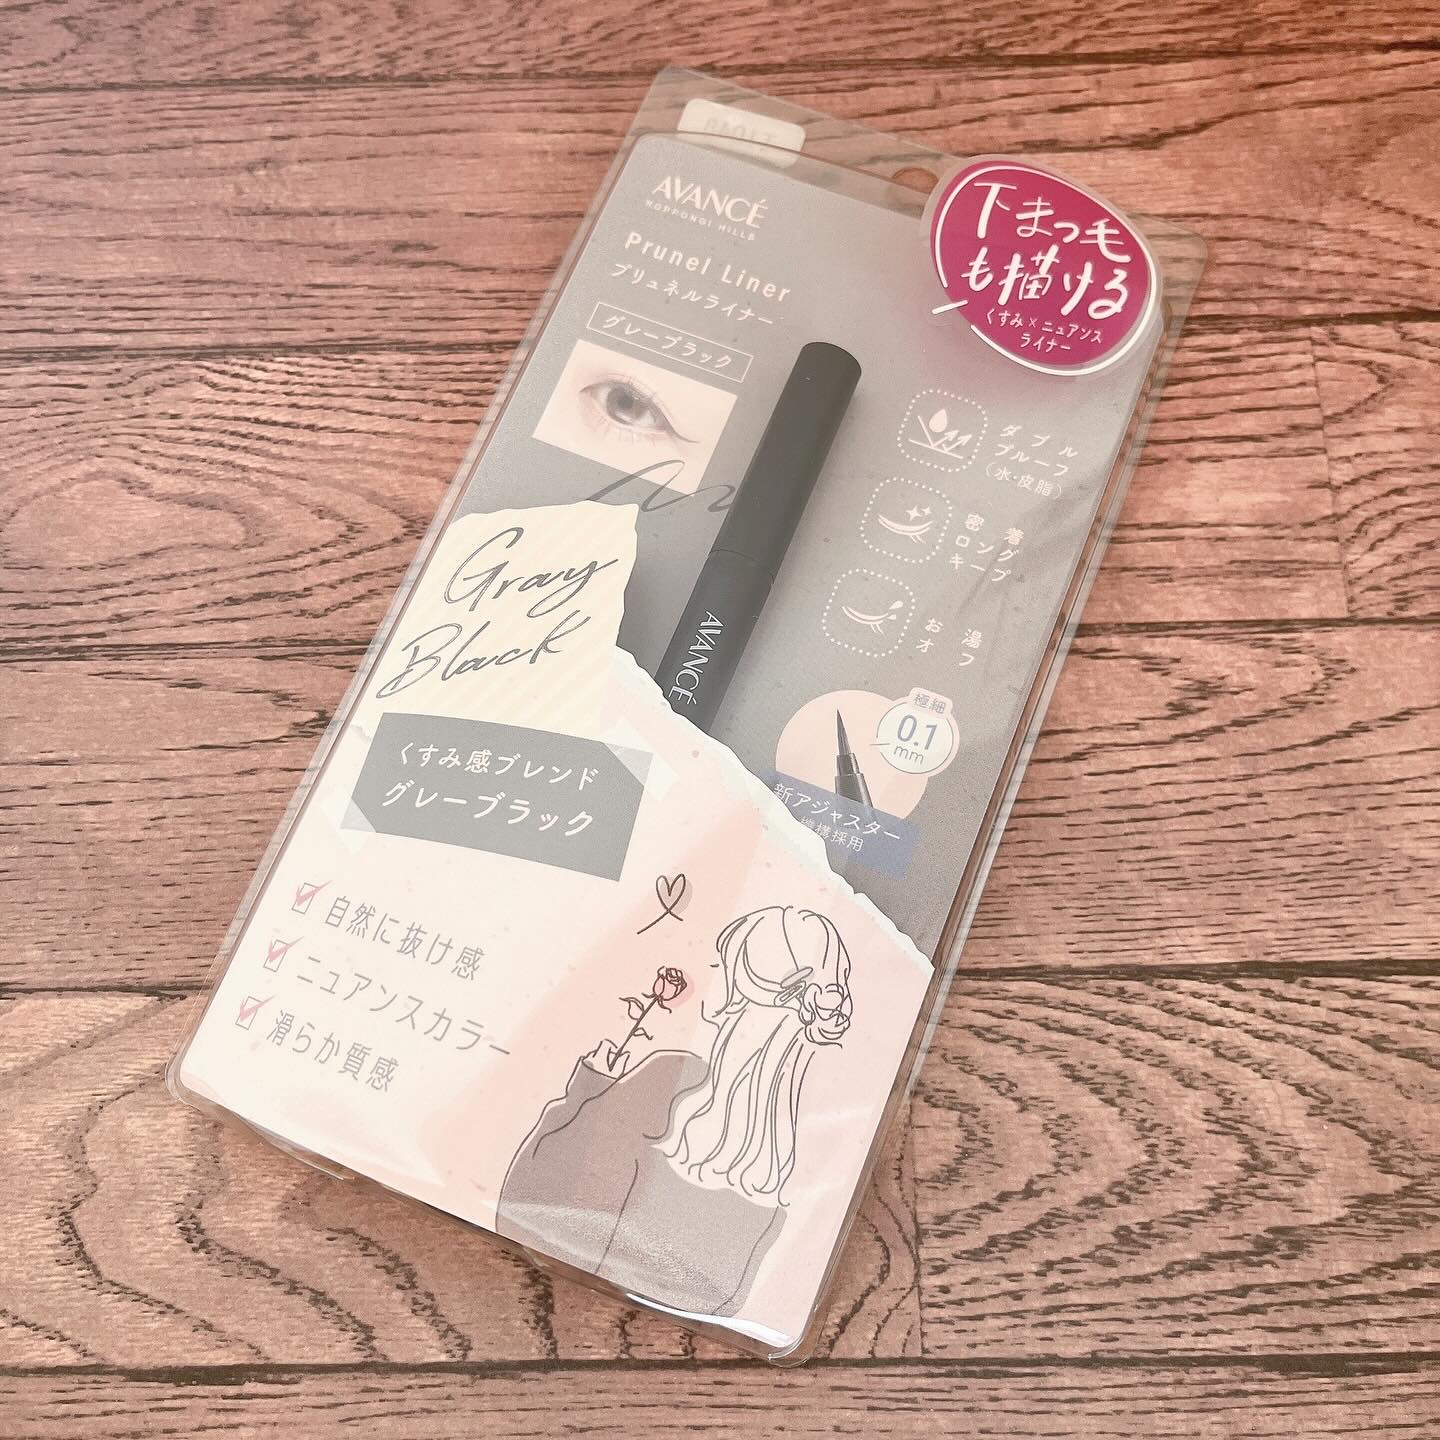 AVANCÉ
ROPPONGI HILLS
Prunel Liner
プリュネルライナー
グレーブラック
下まつ毛
も描ける
くすみ×ニュアンス
ライナー
ダブル
プルーフ
(水・皮脂)
密着
ロング
キープ
お湯
オフ
AVANCÉ
Gray
Black
極細
0.1
mm
新アジャスター
機構採用
くすみ感ブレンド
グレーブラック
自然に抜け感
ニュアンスカラー
滑らか質感